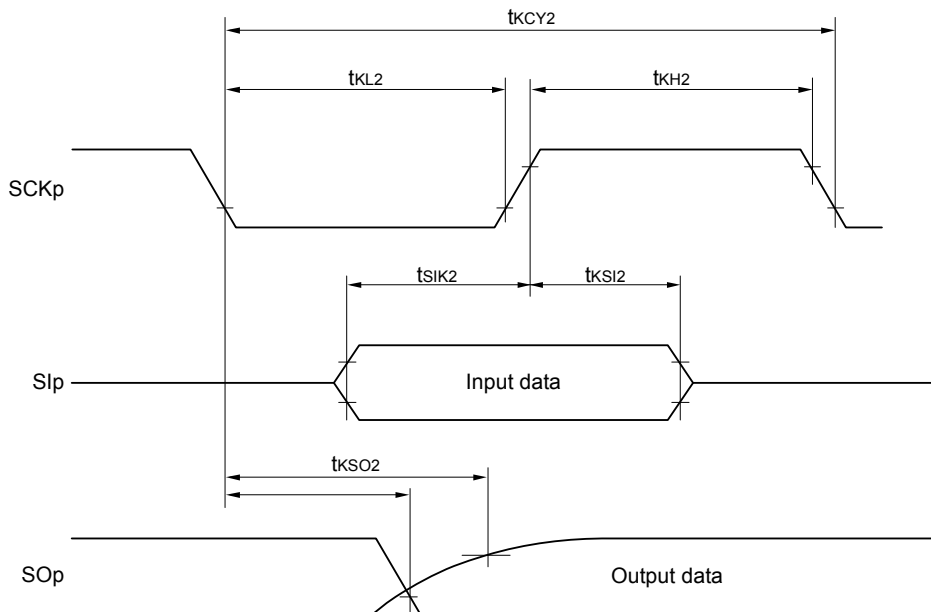 tKCY2
tKL2
tKH2
SCKp
tSIK2
tKSI2
SIp
Input data
tKSO2
SOp
Output data